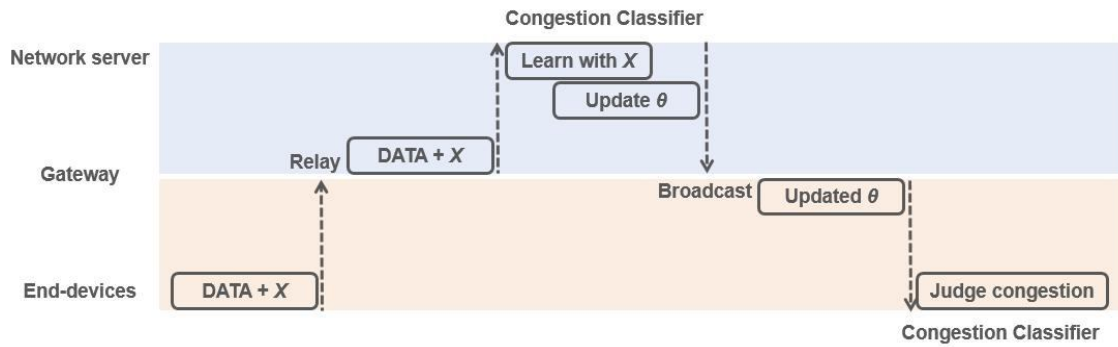 Congestion Classifier
Network server
Learn with X
Update θ
Relay
DATA + X
Gateway
Broadcast
Updated θ
End-devices
DATA + X
Judge congestion
Congestion Classifier